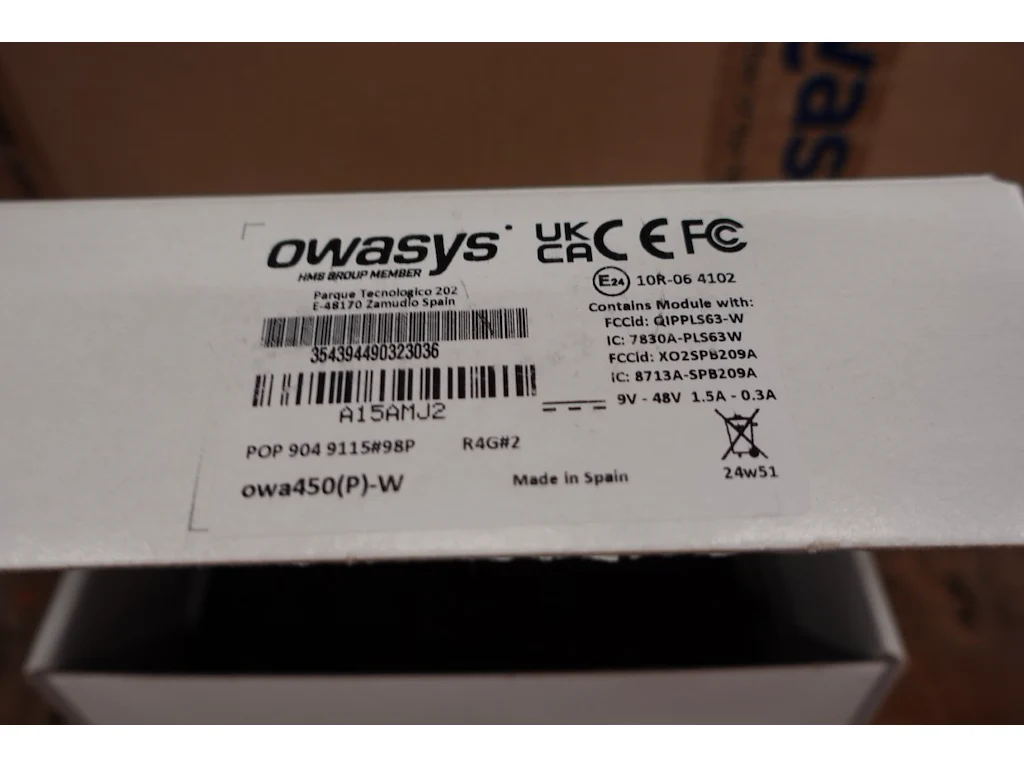 owasys
HMS GROUP MEMBER
Parque Tecnologico 202
E-48170 Zamudio Spain
354394490323036
A15AMJ2
POP 904 9115#98P
R4G#2
owa450(P)-W
Made in Spain
UK
CA
CE
FC
E24 10R-06 4102
Contains Module with:
FCCid: QIPPLS63-W
IC: 7830A-PLS63W
FCCid: XO2SPB209A
IC: 8713A-SPB209A
9V - 48V 1.5A - 0.3A
24w51